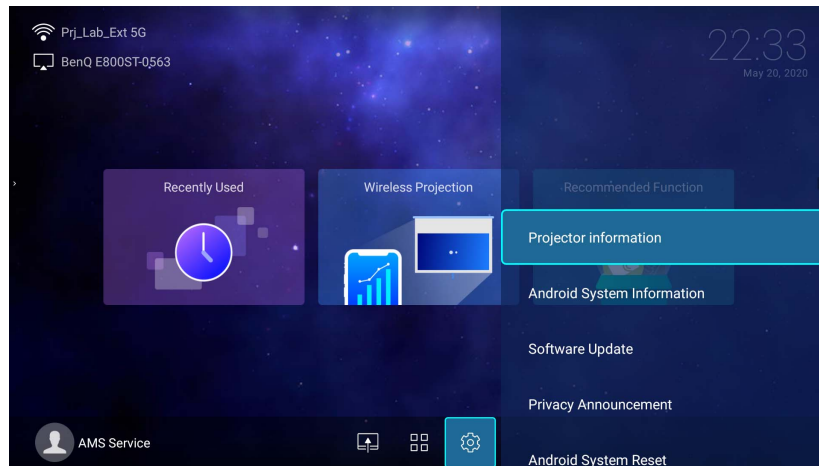 Prj_Lab_Ext 5G
BenQ E800ST-0563
22:33
May 20, 2020
Recently Used
Wireless Projection
Recommended Function
Projector information
Android System Information
Software Update
Privacy Announcement
Android System Reset
AMS Service